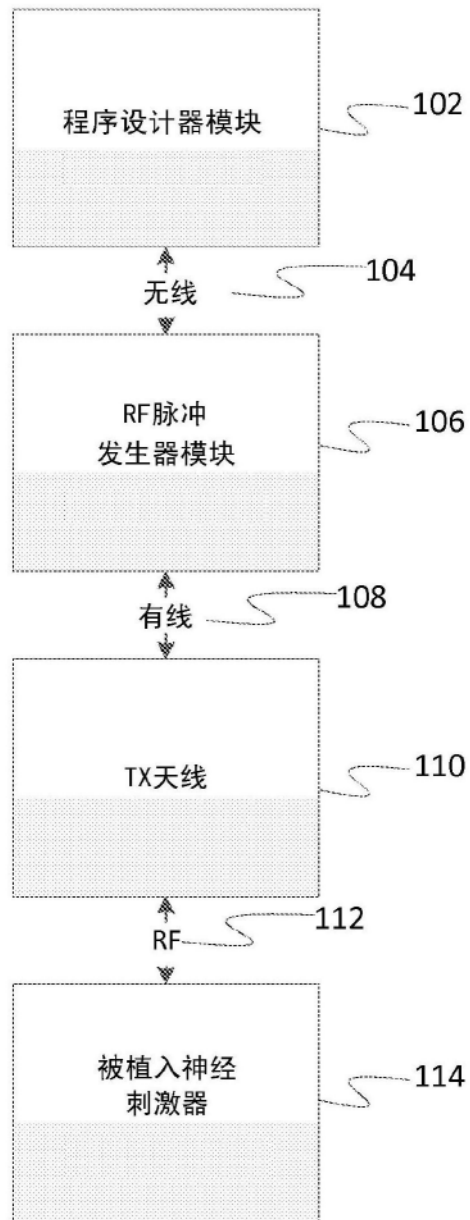 程序设计器模块
102
无线
104
RF脉冲
发生器模块
106
有线
108
TX天线
110
RF
112
被植入神经
刺激器
114